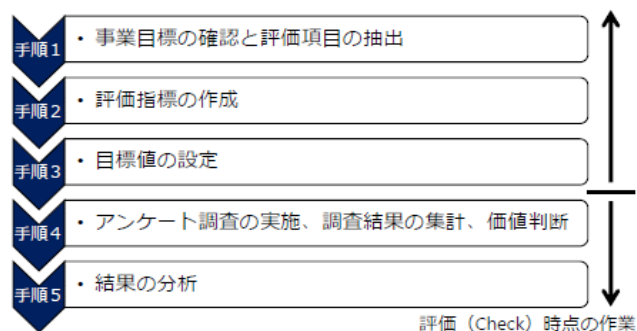 手順1 ・ 事業目標の確認と評価項目の抽出
手順2 ・ 評価指標の作成
手順3 ・ 目標値の設定
手順4 ・ アンケート調査の実施、調査結果の集計、価値判断
手順5 ・ 結果の分析
評価（Check）時点の作業